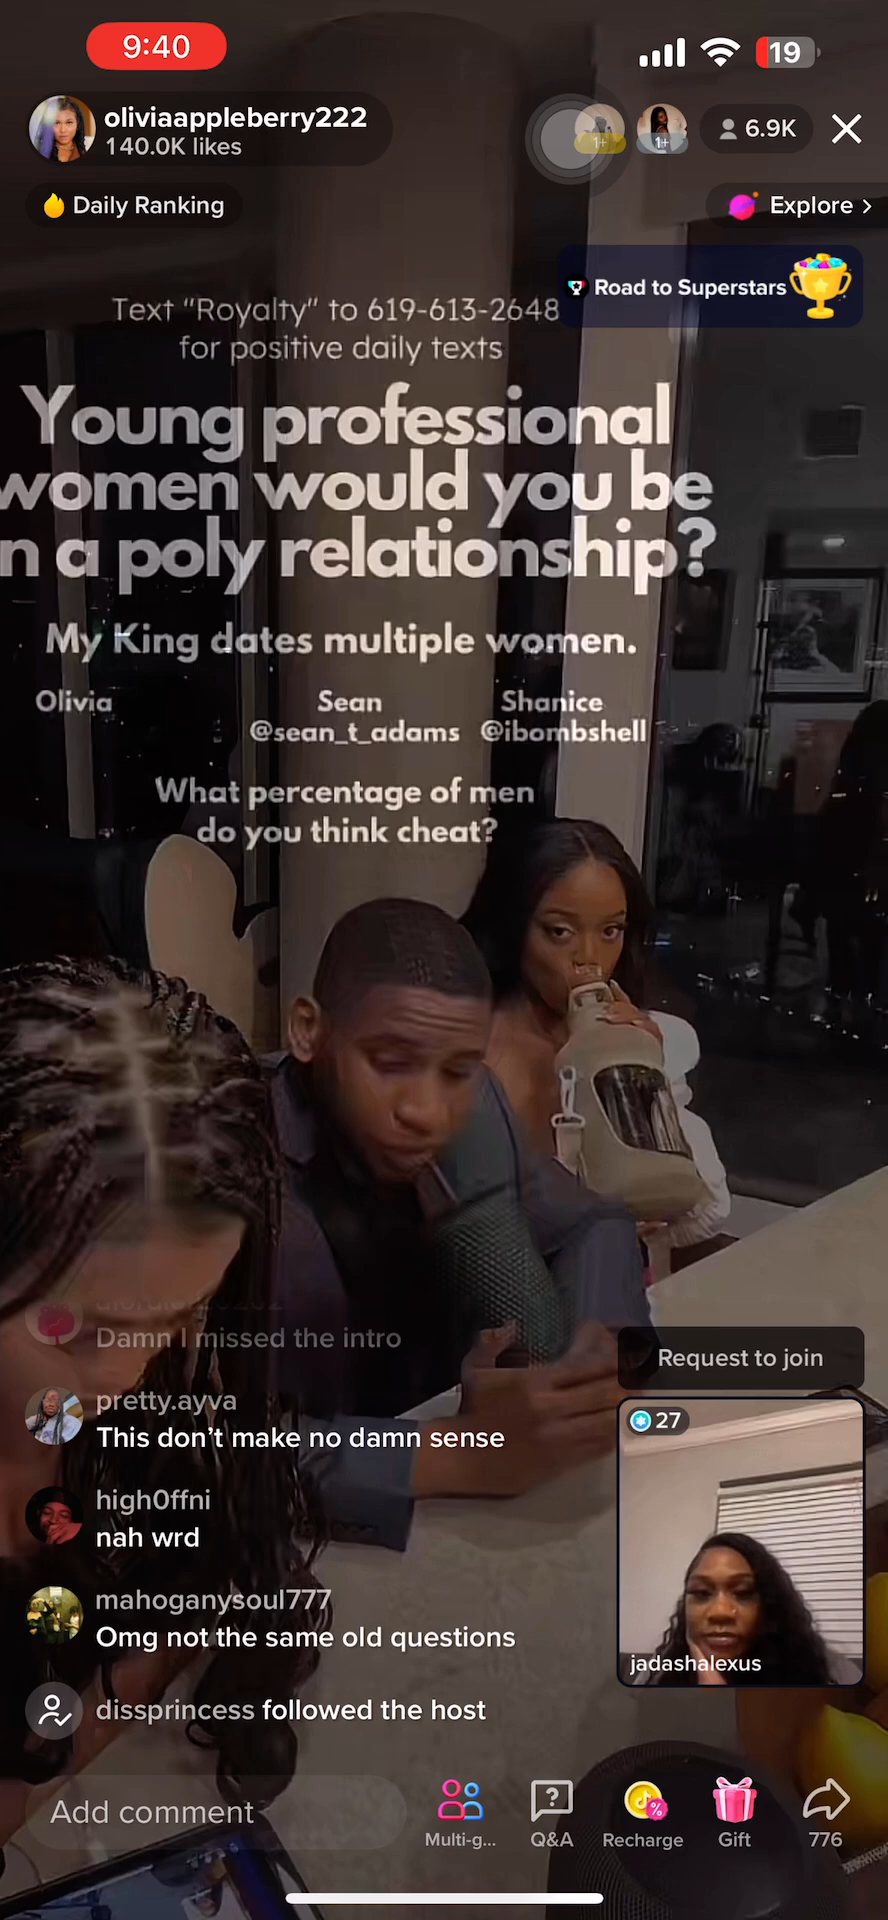 9:40
19
oliviaappleberry222
140.0K likes
1+
1+
6.9K
Daily Ranking
Explore >
Road to Superstars
Text "Royalty" to 619-613-2648
for positive daily texts
Young professional
women would you be
n a poly relationship?
My King dates multiple women.
Olivia Sean Shanice
@sean_t_adams @ibombshell
What percentage of men
do you think cheat?
Damn I missed the intro
Request to join
pretty.ayva
This don't make no damn sense
27
high0ffni
nah wrd
mahoganysoul777
Omg not the same old questions
jadashalexus
dissprincess followed the host
Add comment
Multi-g...
Q&A
Recharge
Gift
776